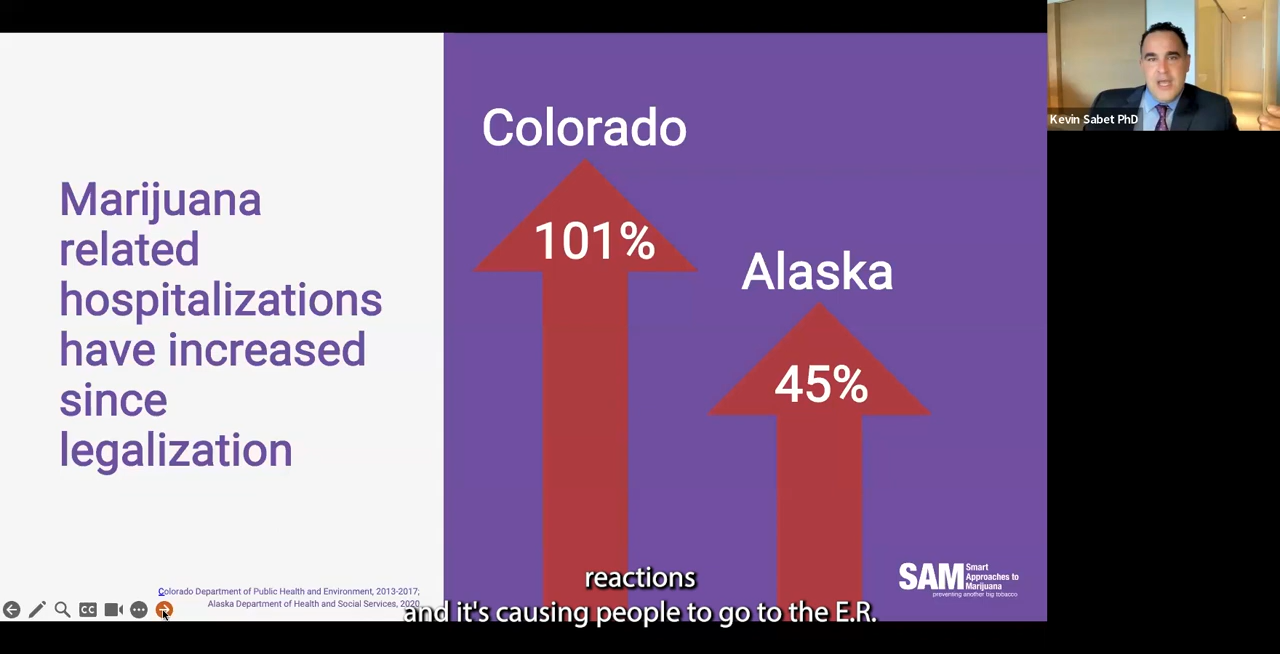 Marijuana
related
hospitalizations
have increased
since
legalization
Colorado
101%
Alaska
45%
Kevin Sabet PhD
Colorado Department of Public Health and Environment, 2013-2017;
Alaska Department of Health and Social Services, 2020
CC
SAM Smart
Approaches to
Marijuana
preventing another big tobacco
reactions
and it's causing people to go to the E.R.